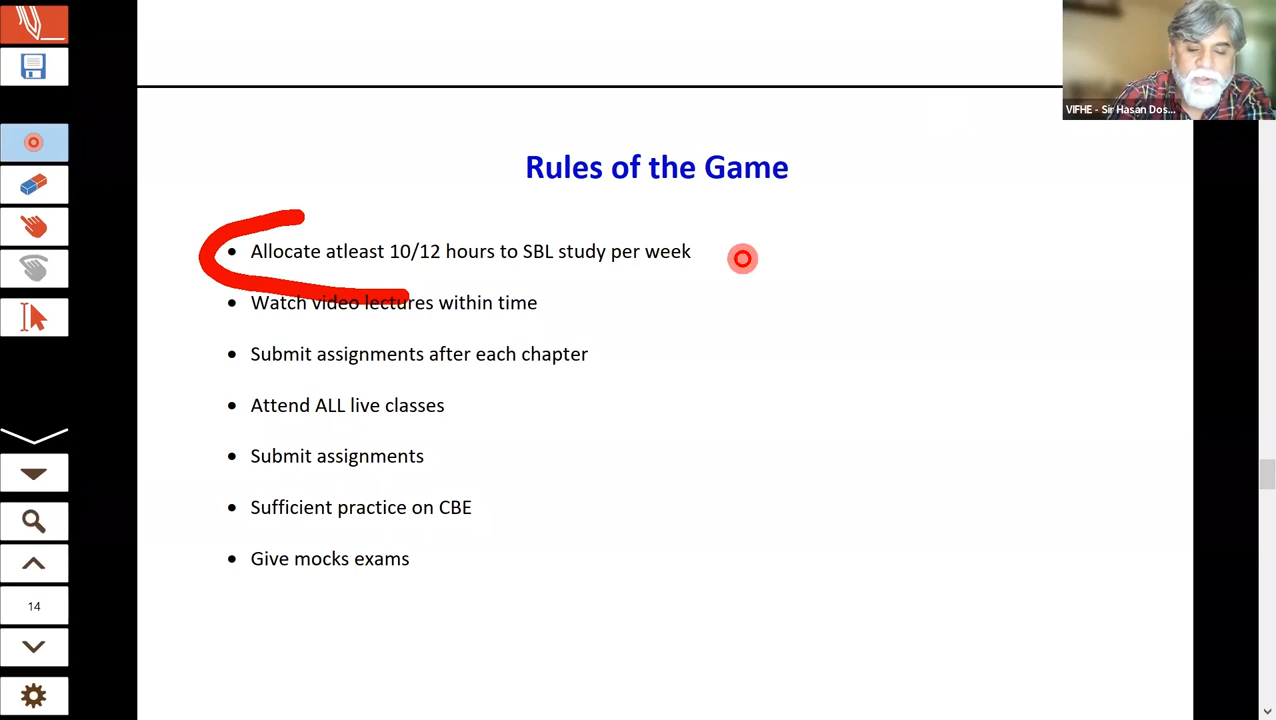 VIFHE - Sir Hasan Dos...
Rules of the Game
• Allocate atleast 10/12 hours to SBL study per week
• Watch video lectures within time
• Submit assignments after each chapter
• Attend ALL live classes
• Submit assignments
• Sufficient practice on CBE
• Give mocks exams
14